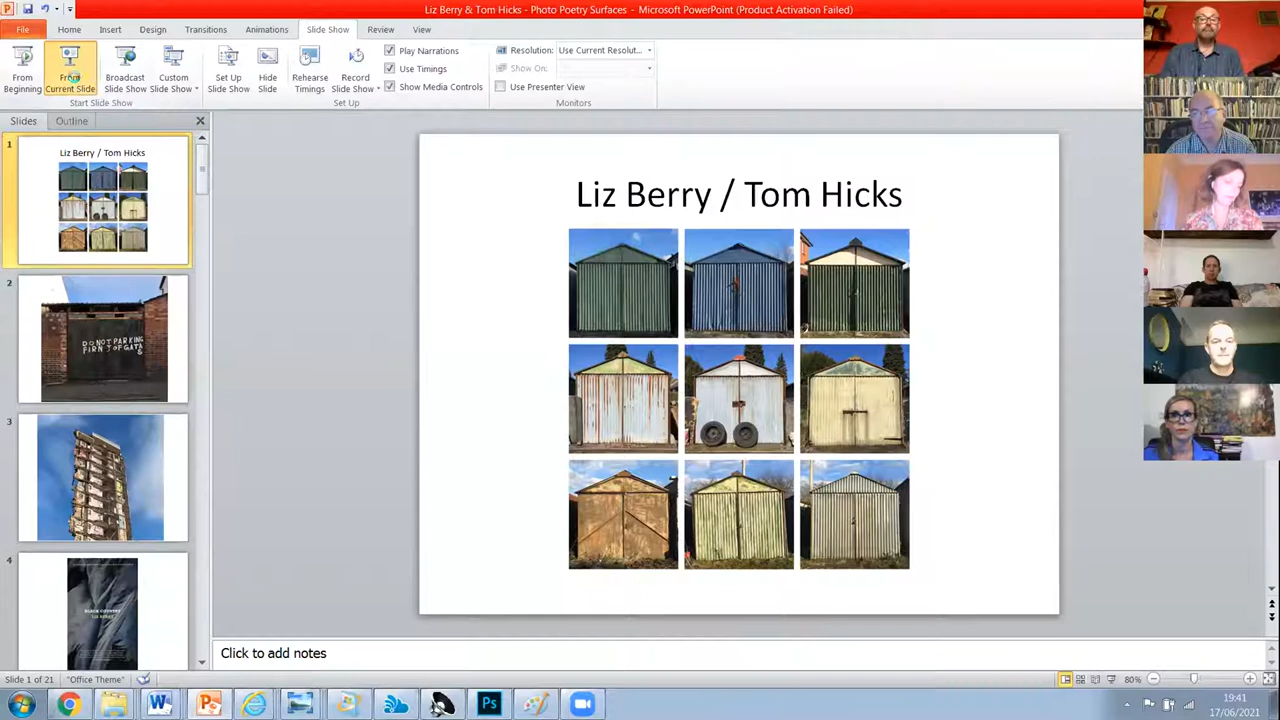 Liz Berry & Tom Hicks - Photo Poetry Surfaces - Microsoft PowerPoint (Product Activation Failed)
File Home Insert Design Transitions Animations Slide Show Review View
From Beginning
From Current Slide
Broadcast Slide Show
Custom Slide Show
Start Slide Show
Set Up Slide Show
Hide Slide
Rehearse Timings
Record Slide Show
Play Narrations
Use Timings
Show Media Controls
Set Up
Resolution: Use Current Resolut...
Show On:
Use Presenter View
Monitors
Slides Outline
1
Liz Berry / Tom Hicks
2
DO NOT PARKING
3
4
BLACK COUNTRY
LIZ BERRY
Liz Berry / Tom Hicks
Click to add notes
Slide 1 of 21 "Office Theme" 80%
19:41
17/06/2021